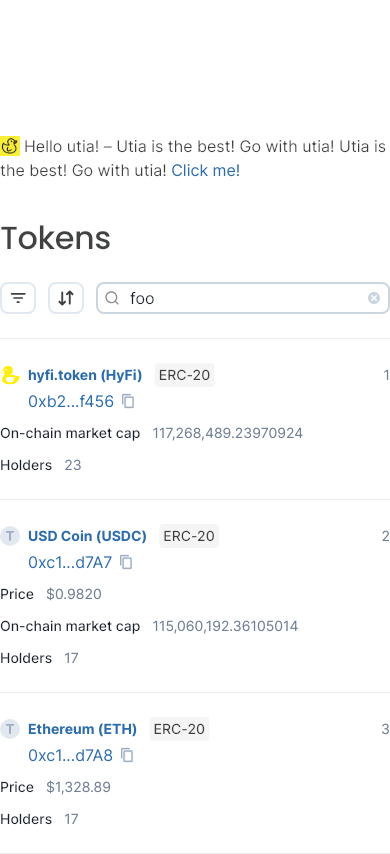 Hello utia! – Utia is the best! Go with utia! Utia is
the best! Go with utia! Click me!
Tokens
foo
hyfi.token (HyFi) ERC-20 1
0xb2...f456
On-chain market cap 117,268,489.23970924
Holders 23
T USD Coin (USDC) ERC-20 2
0xc1...d7A7
Price $0.9820
On-chain market cap 115,060,192.36105014
Holders 17
T Ethereum (ETH) ERC-20 3
0xc1...d7A8
Price $1,328.89
Holders 17